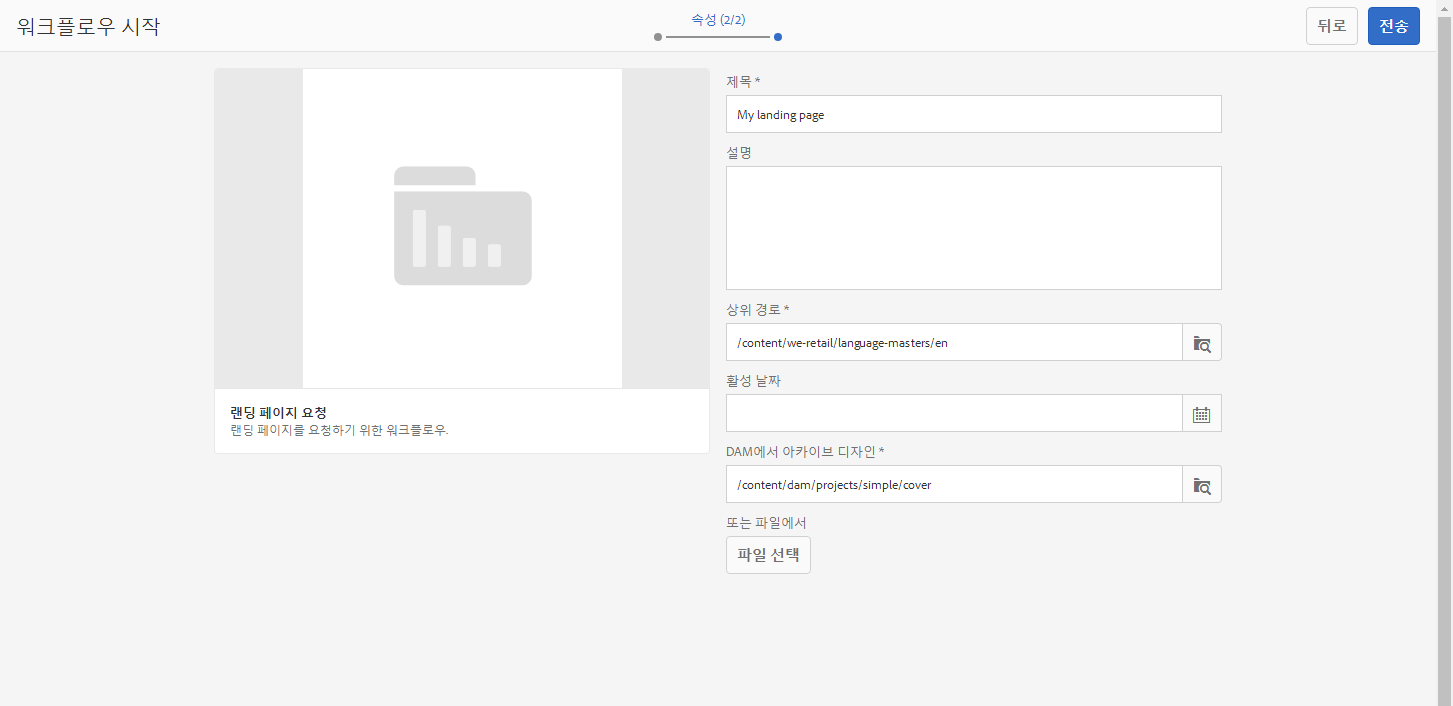 워크플로우 시작
속성 (2/2)
뒤로
전송
랜딩 페이지 요청
랜딩 페이지를 요청하기 위한 워크플로우.
제목 *
My landing page
설명
상위 경로 *
/content/we-retail/language-masters/en
활성 날짜
DAM에서 아카이브 디자인 *
/content/dam/projects/simple/cover
또는 파일에서
파일 선택